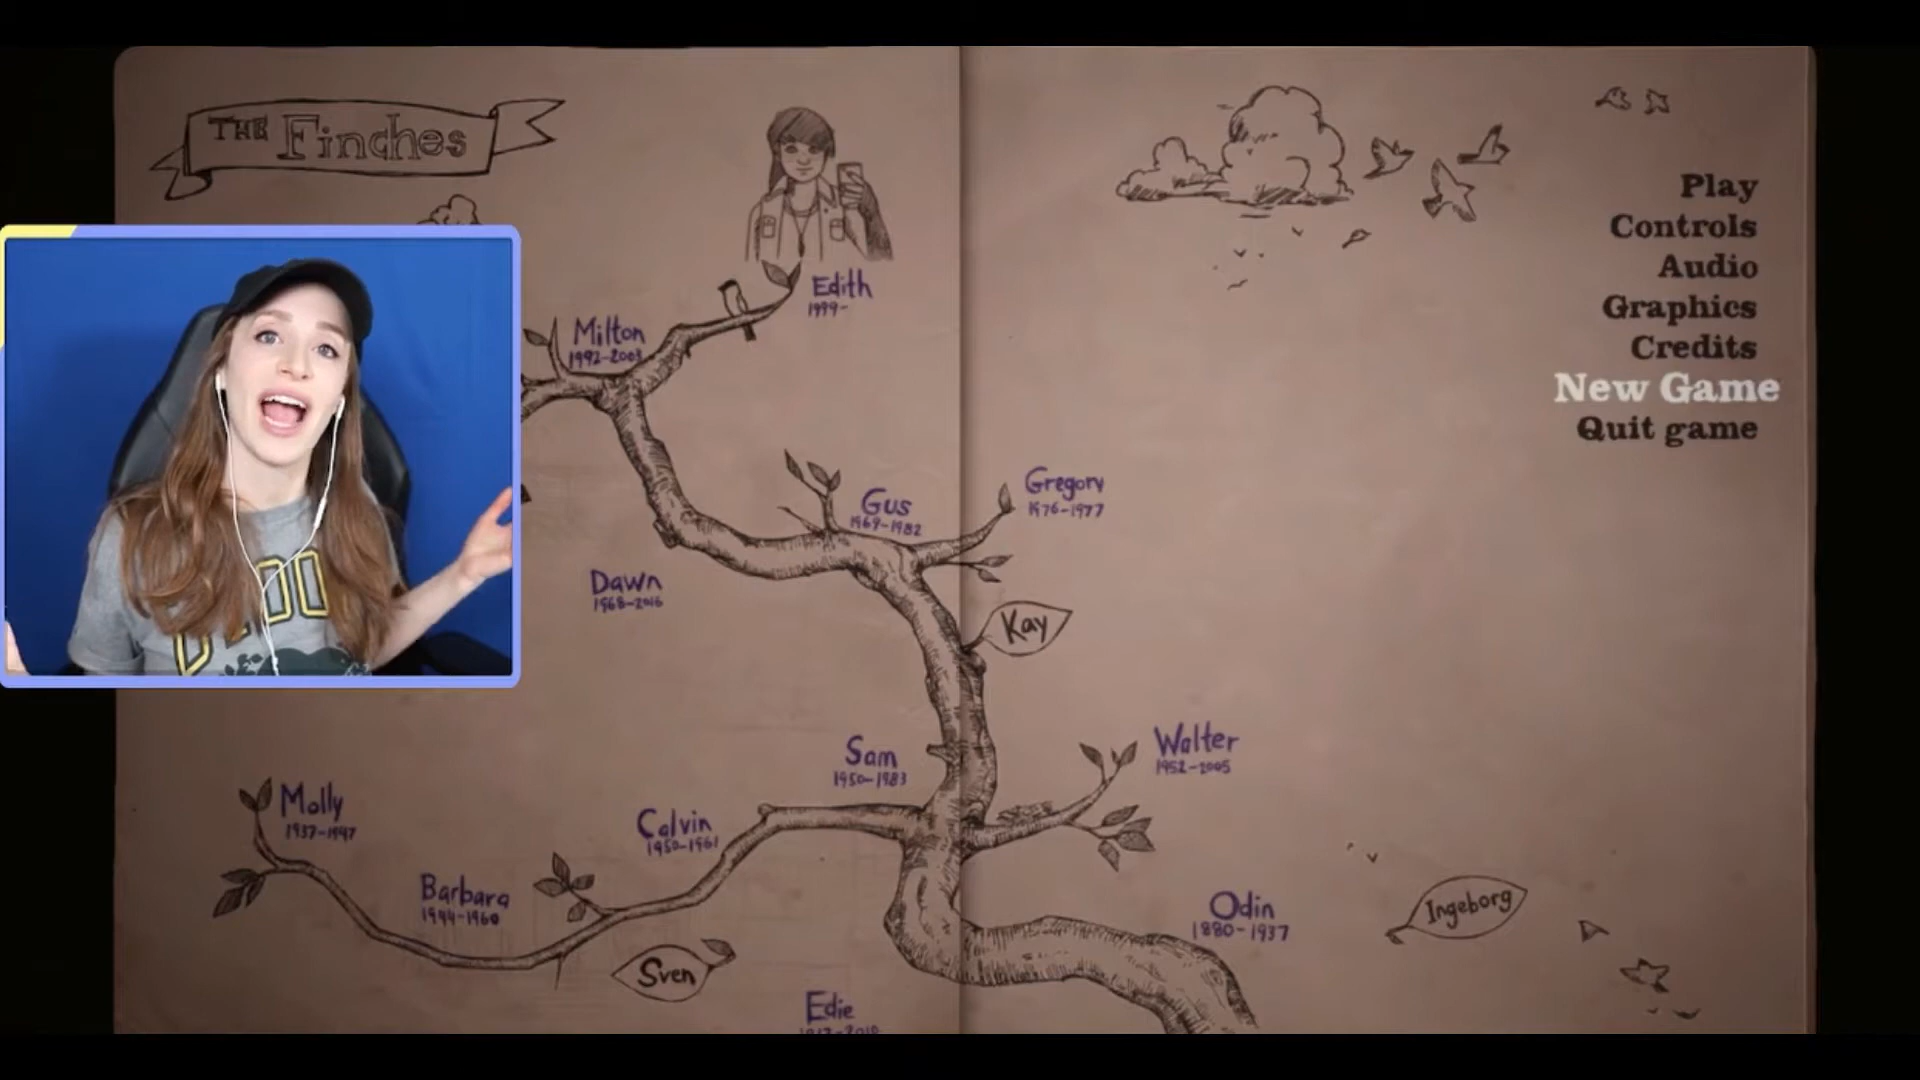 THE Finches
Edith
1999-
Milton
1992-2003
Play
Controls
Audio
Graphics
Credits
New Game
Quit game
Gus
1969-1982
Gregory
1976-1977
Dawn
1968-2016
Kay
Sam
1950-1983
Walter
1952-2005
Molly
1937-1947
Calvin
1950-1961
Barbara
1944-1960
Sven
Odin
1880-1937
Ingeborg
Edie